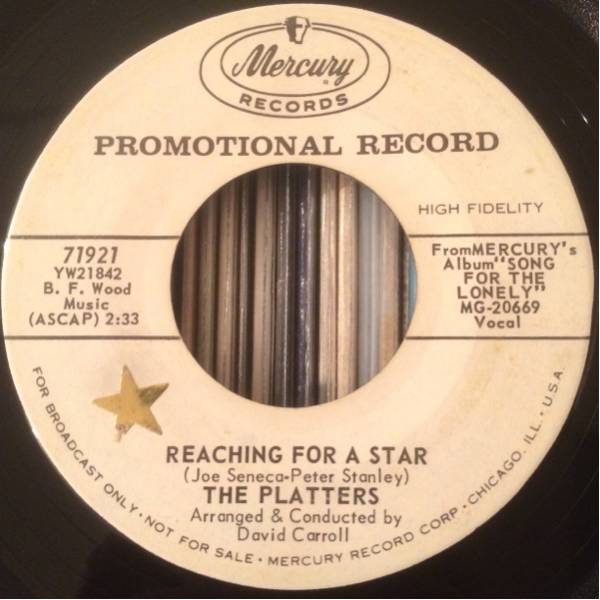 Mercury
RECORDS
PROMOTIONAL RECORD
HIGH FIDELITY
71921
YW21842
B. F. Wood
Music
(ASCAP) 2:33
FromMERCURY's
Album "SONG
FOR THE
LONELY"
MG-20669
Vocal
REACHING FOR A STAR
(Joe Seneca-Peter Stanley)
THE PLATTERS
Arranged & Conducted by
David Carroll
FOR BROADCAST ONLY • NOT FOR SALE • MERCURY RECORD CORP • CHICAGO, ILL • U.S.A.